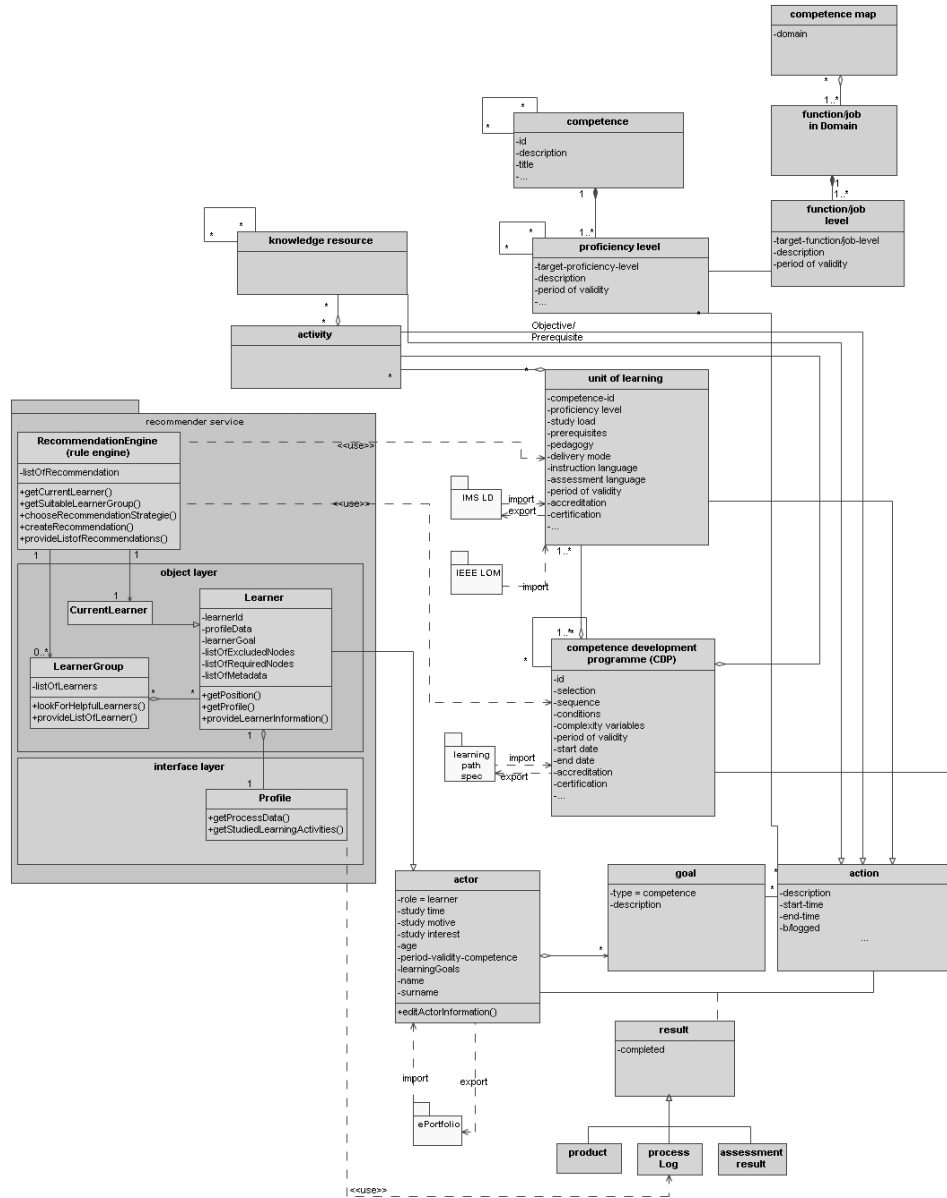 competence map
-domain
*
1..*
function/job
in Domain
1
1..*
function/job
level
-target-function/job-level
-description
-period of validity
*
*
competence
-id
-description
-title
-...
1
1..*
*
*
proficiency level
-target-proficiency-level
-description
-period of validity
-...
*
*
*
knowledge resource
*
*
activity
*
Objective/
Prerequisite
*
unit of learning
-competence-id
-proficiency level
-study load
-prerequisites
-pedagogy
-delivery mode
-instruction language
-assessment language
-period of validity
-accreditation
-certification
-...
1..*
IMS LD
import
export
IEEE LOM
import
recommender service
RecommendationEngine
(rule engine)
-listOfRecommendation
+getCurrentLearner()
+getSuitableLearnerGroup()
+chooseRecommendationStrategie()
+createRecommendation()
+provideListofRecommendations()
<<use>>
<<use>>
1
1
object layer
1
CurrentLearner
Learner
-learnerId
-profileData
-learnerGoal
-listOfExcludedNodes
-listOfRequiredNodes
-listOfMetadata
+getPosition()
+getProfile()
+provideLearnerInformation()
0..*
LearnerGroup
-listOfLearners
+lookForHelpfulLearners()
+provideListOfLearner()
*
*
1
interface layer
1
Profile
+getProcessData()
+getStudiedLearningActivities()
1..*
*
*
competence development
programme (CDP)
-id
-selection
-sequence
-conditions
-complexity variables
-period of validity
-start date
-end date
-accreditation
-certification
-...
learning
path
spec
import
export
actor
-role = learner
-study time
-study motive
-study interest
-age
-period-validity-competence
-learningGoals
-name
-surname
+editActorInformation()
*
goal
-type = competence
-description
*
*
action
-description
-start-time
-end-time
-b/logged
...
import
export
ePortfolio
result
-completed
product
process
Log
assessment
result
<<use>>